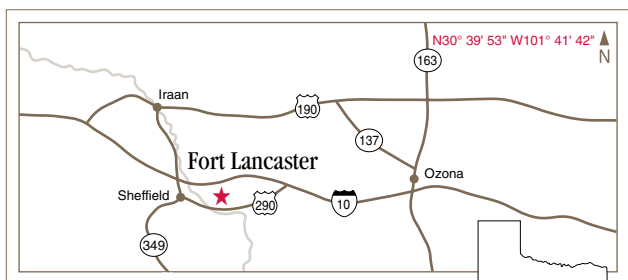 N30° 39' 53" W101° 41' 42"
N
163
Iraan
190
137
Fort Lancaster
Ozona
Sheffield
290
10
349